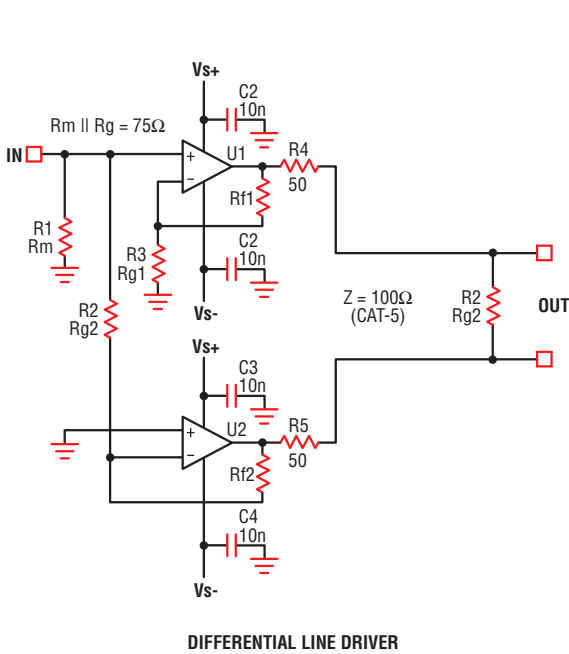 Vs+
C2
10n
Rm || Rg = 75Ω
IN
+
U1
R4
−
50
Rf1
R1
Rm
C2
10n
R3
Rg1
Z = 100Ω
(CAT-5)
R2
Rg2
OUT
R2
Rg2
Vs-
Vs+
C3
10n
+
U2
R5
−
50
Rf2
C4
10n
Vs-
DIFFERENTIAL LINE DRIVER